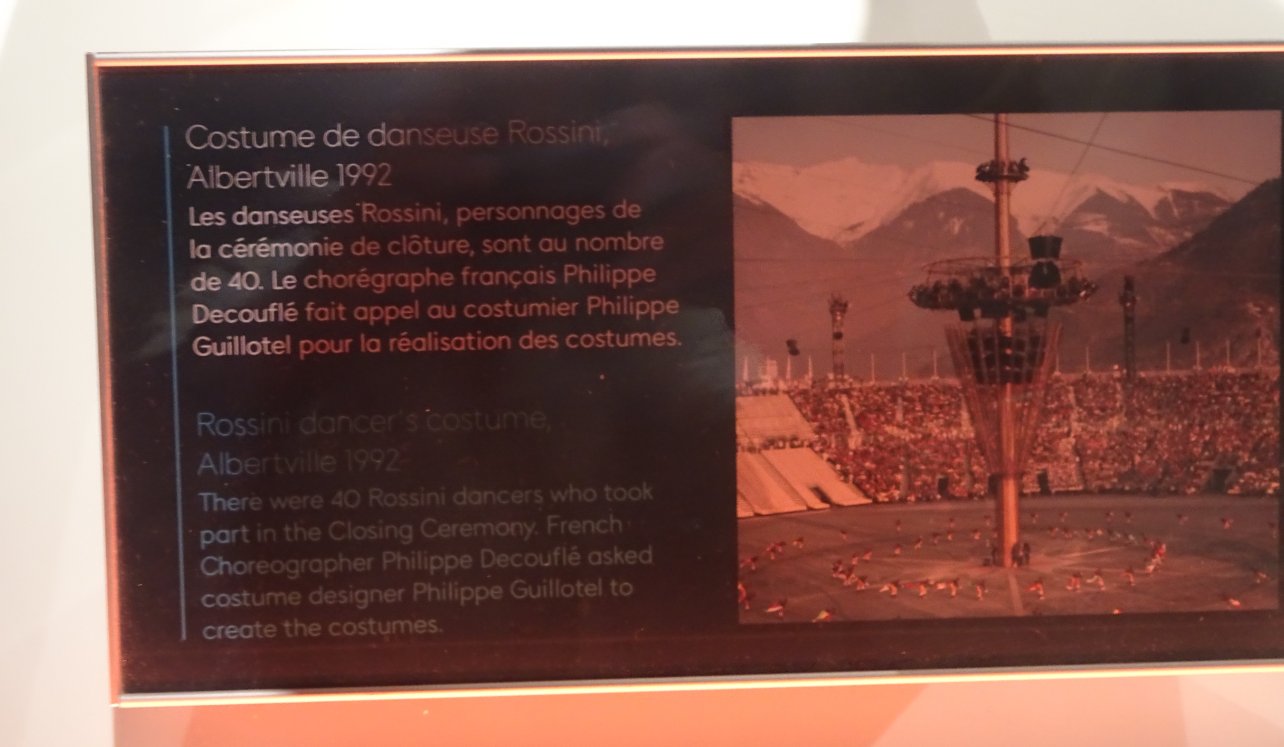 Costume de danseuse Rossini,
Albertville 1992
Les danseuses Rossini, personnages de
la cérémonie de clôture, sont au nombre
de 40. Le chorégraphe français Philippe
Decouflé fait appel au costumier Philippe
Guillotel pour la réalisation des costumes.
Rossini dancer's costume,
Albertville 1992
There were 40 Rossini dancers who took
part in the Closing Ceremony. French
Choreographer Philippe Decouflé asked
costume designer Philippe Guillotel to
create the costumes.